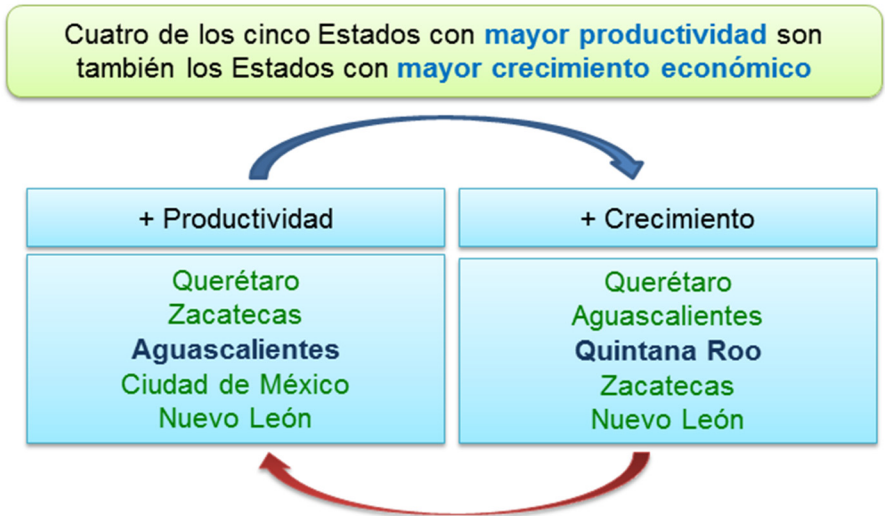 Cuatro de los cinco Estados con mayor productividad son
también los Estados con mayor crecimiento económico
+ Productividad
Querétaro
Zacatecas
Aguascalientes
Ciudad de México
Nuevo León
+ Crecimiento
Querétaro
Aguascalientes
Quintana Roo
Zacatecas
Nuevo León